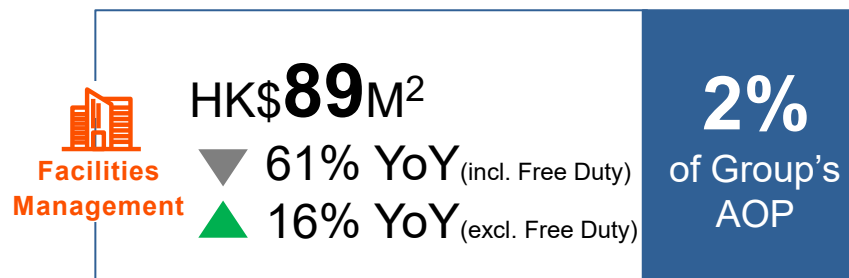 Facilities
Management
HK$89M²
61% YoY(incl. Free Duty)
16% YoY(excl. Free Duty)
2%
of Group's
AOP